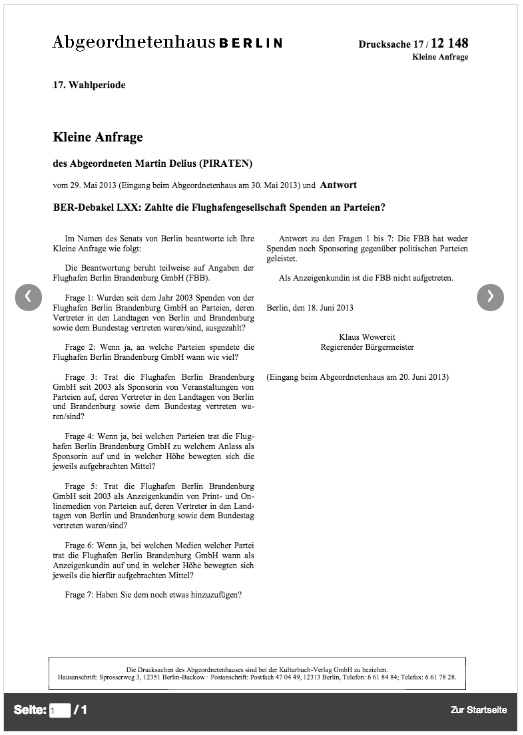 Abgeordnetenhaus BERLIN
Drucksache 17 / 12 148
Kleine Anfrage
17. Wahlperiode
Kleine Anfrage
des Abgeordneten Martin Delius (PIRATEN)
vom 29. Mai 2013 (Eingang beim Abgeordnetenhaus am 30. Mai 2013) und Antwort
BER-Debakel LXX: Zahlte die Flughafengesellschaft Spenden an Parteien?
Im Namen des Senats von Berlin beantworte ich Ihre
Kleine Anfrage wie folgt:
Die Beantwortung beruht teilweise auf Angaben der
Flughafen Berlin Brandenburg GmbH (FBB).
Frage 1: Wurden seit dem Jahr 2003 Spenden von der
Flughafen Berlin Brandenburg GmbH an Parteien, deren
Vertreter in den Landtagen von Berlin und Brandenburg
sowie dem Bundestag vertreten waren/sind, ausgezahlt?
Frage 2: Wenn ja, an welche Parteien spendete die
Flughafen Berlin Brandenburg GmbH wann wie viel?
Frage 3: Trat die Flughafen Berlin Brandenburg
GmbH seit 2003 als Sponsorin von Veranstaltungen von
Parteien auf, deren Vertreter in den Landtagen von Berlin
und Brandenburg sowie dem Bundestag vertreten wa-
ren/sind?
Frage 4: Wenn ja, bei welchen Parteien trat die Flug-
hafen Berlin Brandenburg GmbH zu welchem Anlass als
Sponsorin auf und in welcher Höhe bewegten sich die
jeweils aufgebrachten Mittel?
Frage 5: Trat die Flughafen Berlin Brandenburg
GmbH seit 2003 als Anzeigenkundin von Print- und On-
linemedien von Parteien auf, deren Vertreter in den Land-
tagen von Berlin und Brandenburg sowie dem Bundestag
vertreten waren/sind?
Frage 6: Wenn ja, bei welchen Medien welcher Partei
trat die Flughafen Berlin Brandenburg GmbH wann als
Anzeigenkundin auf und in welcher Höhe bewegten sich
jeweils die hierfür aufgebrachten Mittel?
Frage 7: Haben Sie dem noch etwas hinzuzufügen?
Antwort zu den Fragen 1 bis 7: Die FBB hat weder
Spenden noch Sponsoring gegenüber politischen Parteien
geleistet.
Als Anzeigenkundin ist die FBB nicht aufgetreten.
Berlin, den 18. Juni 2013
Klaus Wowereit
Regierender Bürgermeister
(Eingang beim Abgeordnetenhaus am 20. Juni 2013)
Die Drucksachen des Abgeordnetenhauses sind bei der Kulturbuch-Verlag GmbH zu beziehen.
Hausanschrift: Sprosserweg 3, 12351 Berlin-Buckow · Postanschrift: Postfach 47 04 49, 12313 Berlin, Telefon: 6 61 84 84; Telefax: 6 61 78 28.
Seite: 1 / 1
Zur Startseite